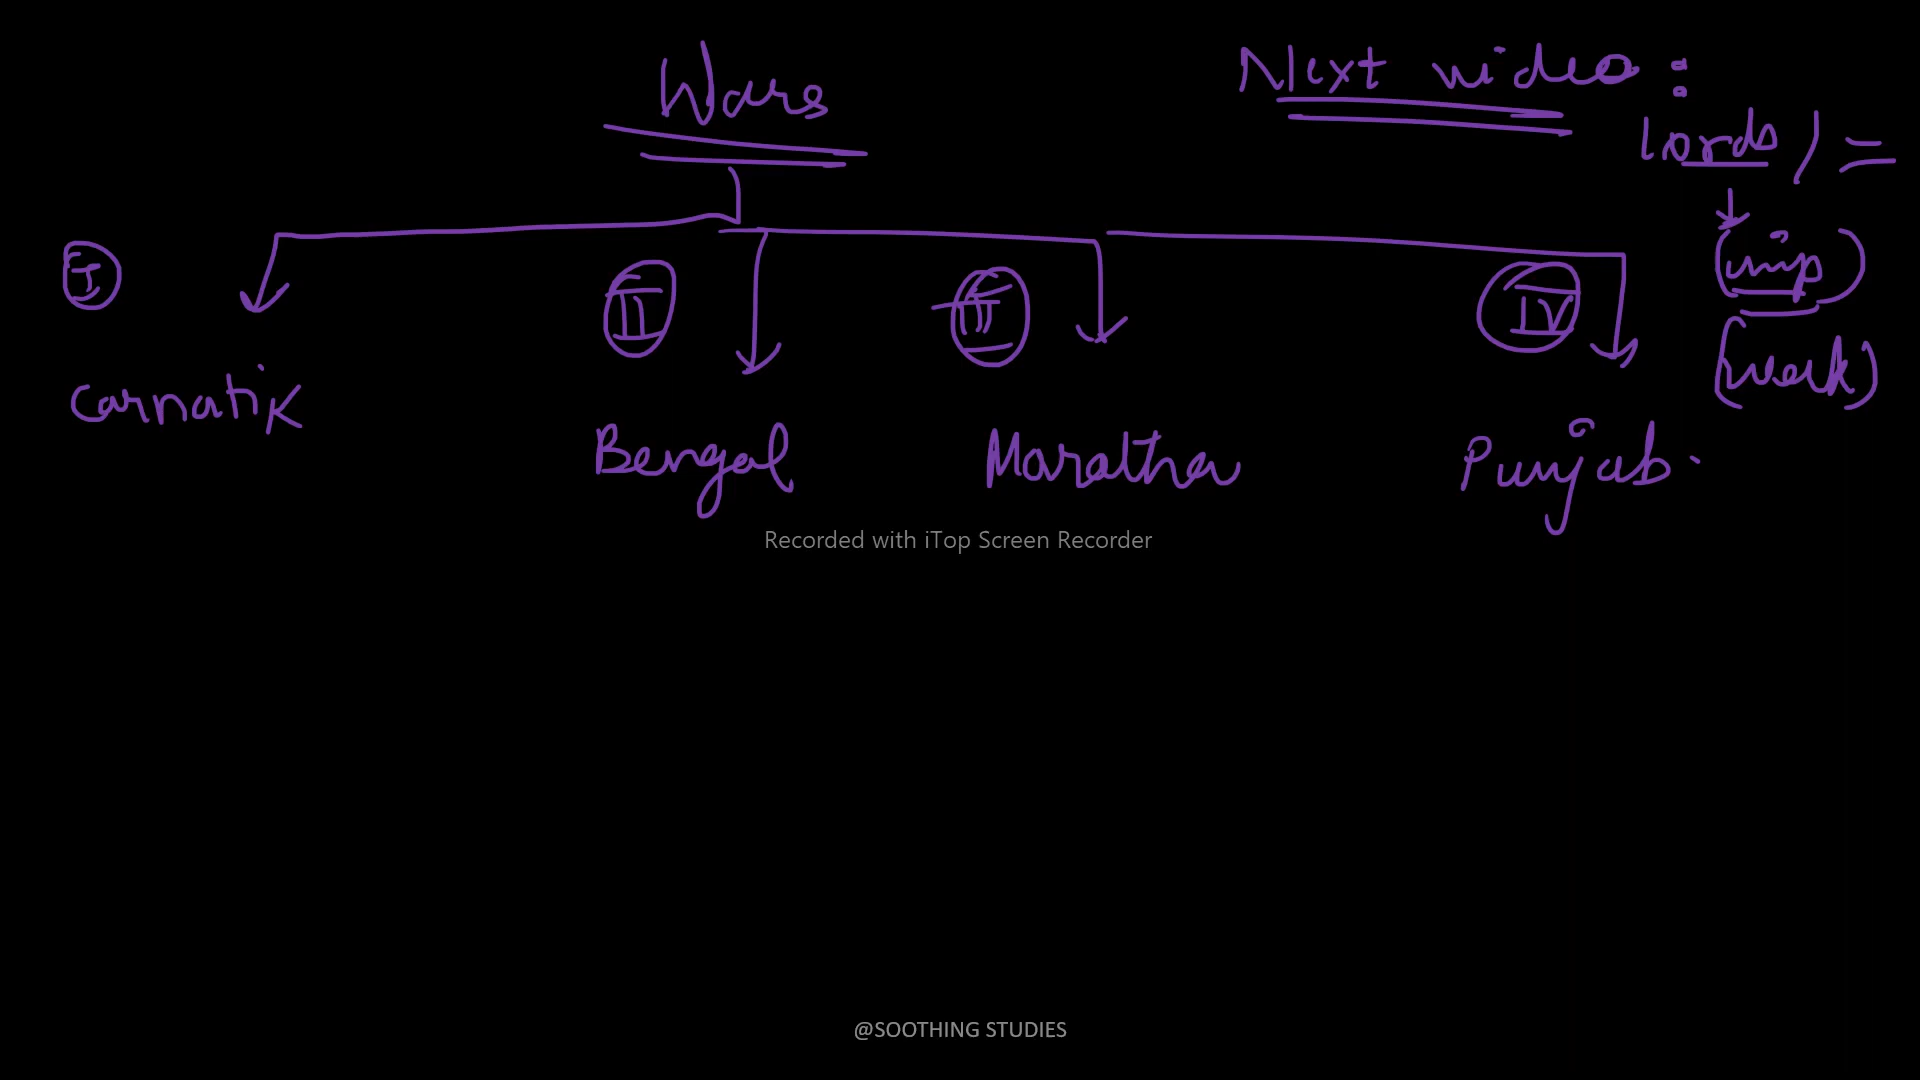 Wars
Next video :
lords / =
(imp)
(week)
I
II
III
IV
Carnatik
Bengal
Maratha
Punjab.
Recorded with iTop Screen Recorder
@SOOTHING STUDIES